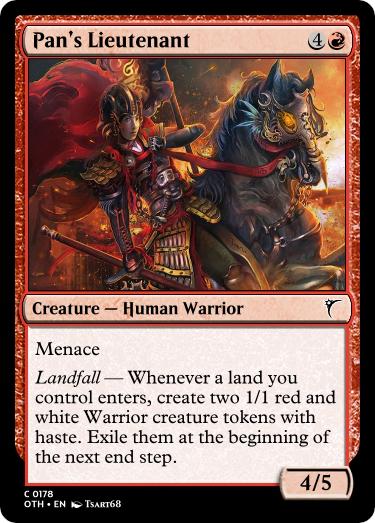 Pan's Lieutenant 4
Creature — Human Warrior
Menace
Landfall — Whenever a land you
control enters, create two 1/1 red and
white Warrior creature tokens with
haste. Exile them at the beginning of
the next end step.
4/5
C 0178
OTH • EN Tsart68